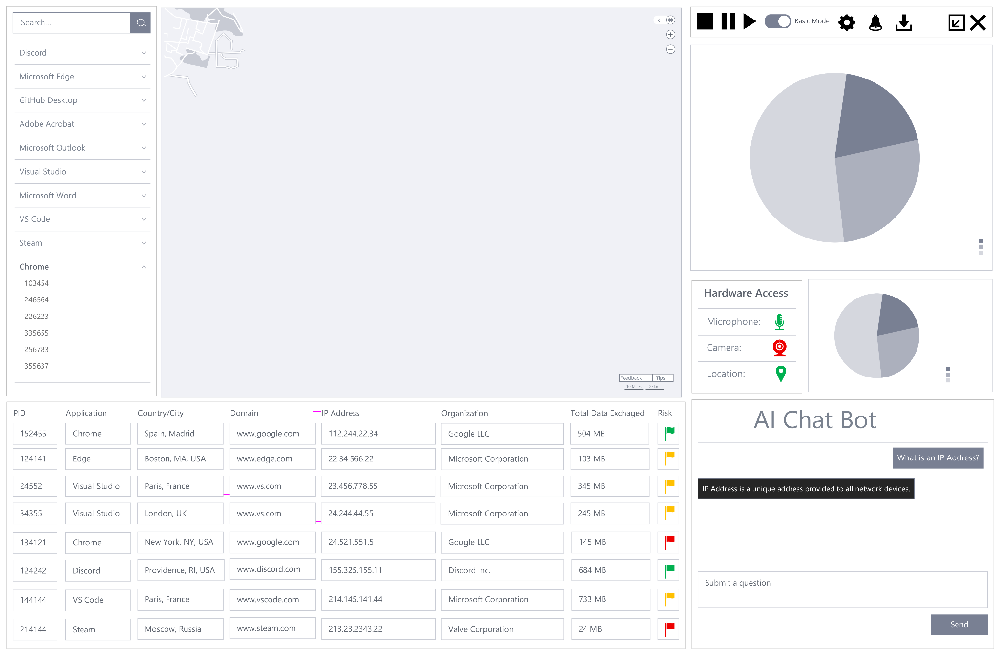 Search...
Discord
Microsoft Edge
GitHub Desktop
Adobe Acrobat
Microsoft Outlook
Visual Studio
Microsoft Word
VS Code
Steam
Chrome
103454
246564
226223
335655
256783
355637
Feedback Tips
10 Miles 25km
Basic Mode
Hardware Access
Microphone:
Camera:
Location:
PID Application Country/City Domain IP Address Organization Total Data Exchaged Risk
152455 Chrome Spain, Madrid www.google.com 112.244.22.34 Google LLC 504 MB
124141 Edge Boston, MA, USA www.edge.com 22.34.566.22 Microsoft Corporation 103 MB
24552 Visual Studio Paris, France www.vs.com 23.456.778.55 Microsoft Corporation 345 MB
34355 Visual Studio London, UK www.vs.com 24.244.44.55 Microsoft Corporation 245 MB
134121 Chrome New York, NY, USA www.google.com 24.521.551.5 Google LLC 145 MB
124242 Discord Providence, RI, USA www.discord.com 155.325.155.11 Discord Inc. 684 MB
144144 VS Code Paris, France www.vscode.com 214.145.141.44 Microsoft Corporation 733 MB
214144 Steam Moscow, Russia www.steam.com 213.23.2343.22 Valve Corporation 24 MB
AI Chat Bot
What is an IP Address?
IP Address is a unique address provided to all network devices.
Submit a question
Send